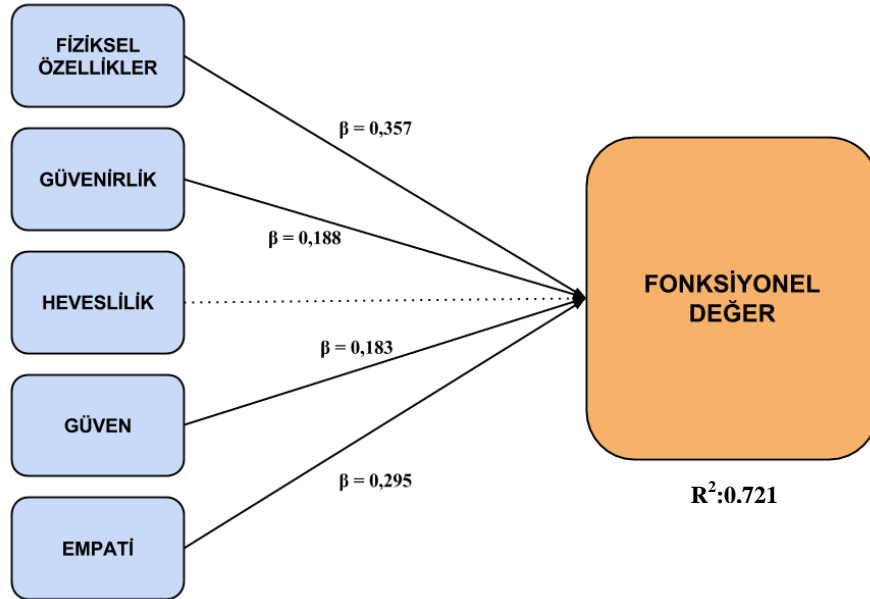 FİZİKSEL
ÖZELLİKLER
β = 0,357
GÜVENİRLİK
β = 0,188
HEVESLİLİK
FONKSİYONEL
DEĞER
β = 0,183
GÜVEN
β = 0,295
R²:0.721
EMPATİ